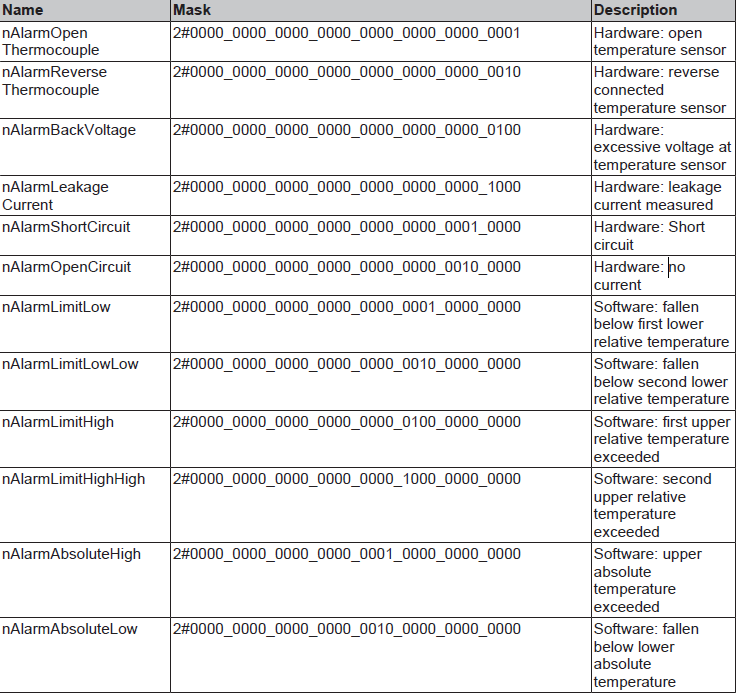 Name Mask Description
nAlarmOpen 2#0000_0000_0000_0000_0000_0000_0000_0001 Hardware: open
Thermocouple temperature sensor
nAlarmReverse 2#0000_0000_0000_0000_0000_0000_0000_0010 Hardware: reverse
Thermocouple connected
temperature sensor
nAlarmBackVoltage 2#0000_0000_0000_0000_0000_0000_0000_0100 Hardware:
excessive voltage at
temperature sensor
nAlarmLeakage 2#0000_0000_0000_0000_0000_0000_0000_1000 Hardware: leakage
Current current measured
nAlarmShortCircuit 2#0000_0000_0000_0000_0000_0000_0001_0000 Hardware: Short
circuit
nAlarmOpenCircuit 2#0000_0000_0000_0000_0000_0000_0010_0000 Hardware: no
current
nAlarmLimitLow 2#0000_0000_0000_0000_0000_0001_0000_0000 Software: fallen
below first lower
relative temperature
nAlarmLimitLowLow 2#0000_0000_0000_0000_0000_0010_0000_0000 Software: fallen
below second lower
relative temperature
nAlarmLimitHigh 2#0000_0000_0000_0000_0000_0100_0000_0000 Software: first upper
relative temperature
exceeded
nAlarmLimitHighHigh 2#0000_0000_0000_0000_0000_1000_0000_0000 Software: second
upper relative
temperature
exceeded
nAlarmAbsoluteHigh 2#0000_0000_0000_0000_0001_0000_0000_0000 Software: upper
absolute
temperature
exceeded
nAlarmAbsoluteLow 2#0000_0000_0000_0000_0010_0000_0000_0000 Software: fallen
below lower
absolute
temperature